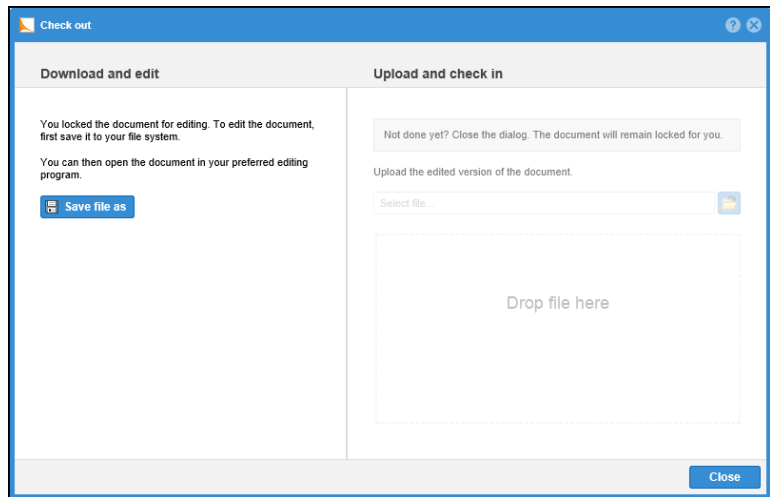 Check out
Download and edit
You locked the document for editing. To edit the document,
first save it to your file system.
You can then open the document in your preferred editing
program.
Save file as
Upload and check in
Not done yet? Close the dialog. The document will remain locked for you.
Upload the edited version of the document.
Select file...
Drop file here
Close